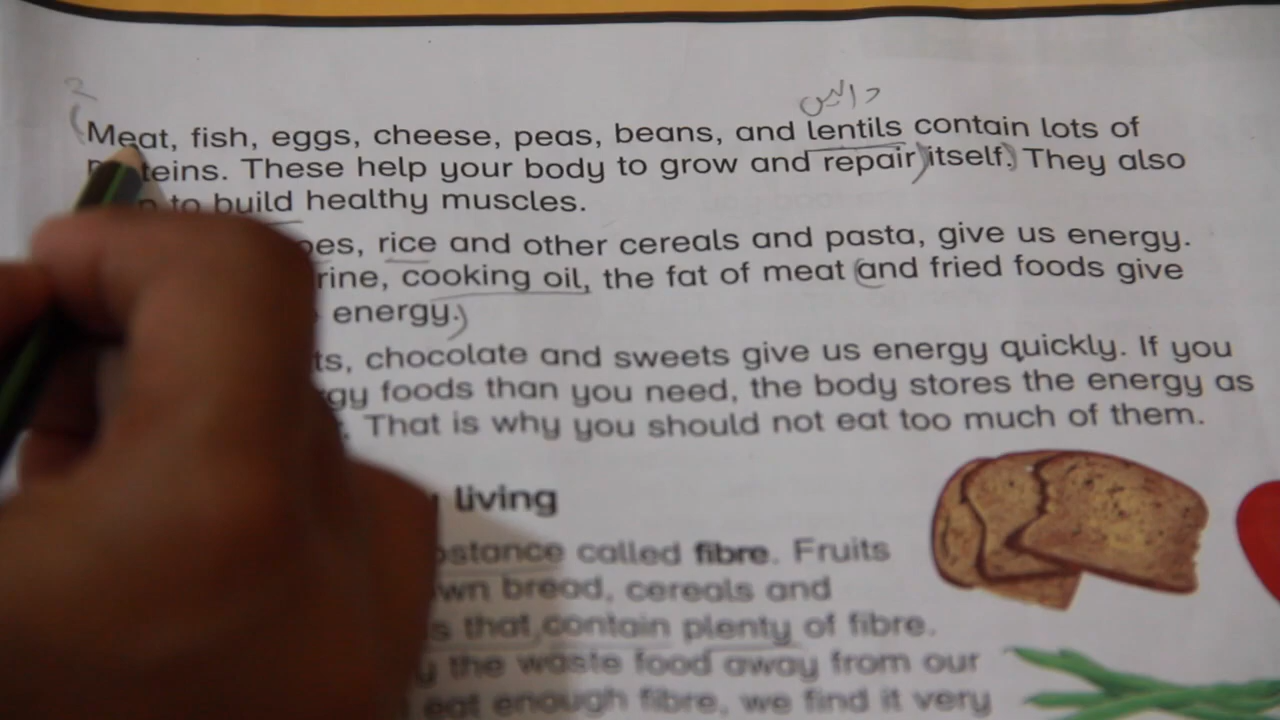 دالیں
Meat, fish, eggs, cheese, peas, beans, and lentils contain lots of
teins. These help your body to grow and repair itself. They also
to build healthy muscles.
oes, rice and other cereals and pasta, give us energy.
rine, cooking oil, the fat of meat and fried foods give
energy.
ts, chocolate and sweets give us energy quickly. If you
gy foods than you need, the body stores the energy as
That is why you should not eat too much of them.
living
stance called fibre. Fruits
wn bread, cereals and
s that contain plenty of fibre.
y the waste food away from our
eat enough fibre, we find it very